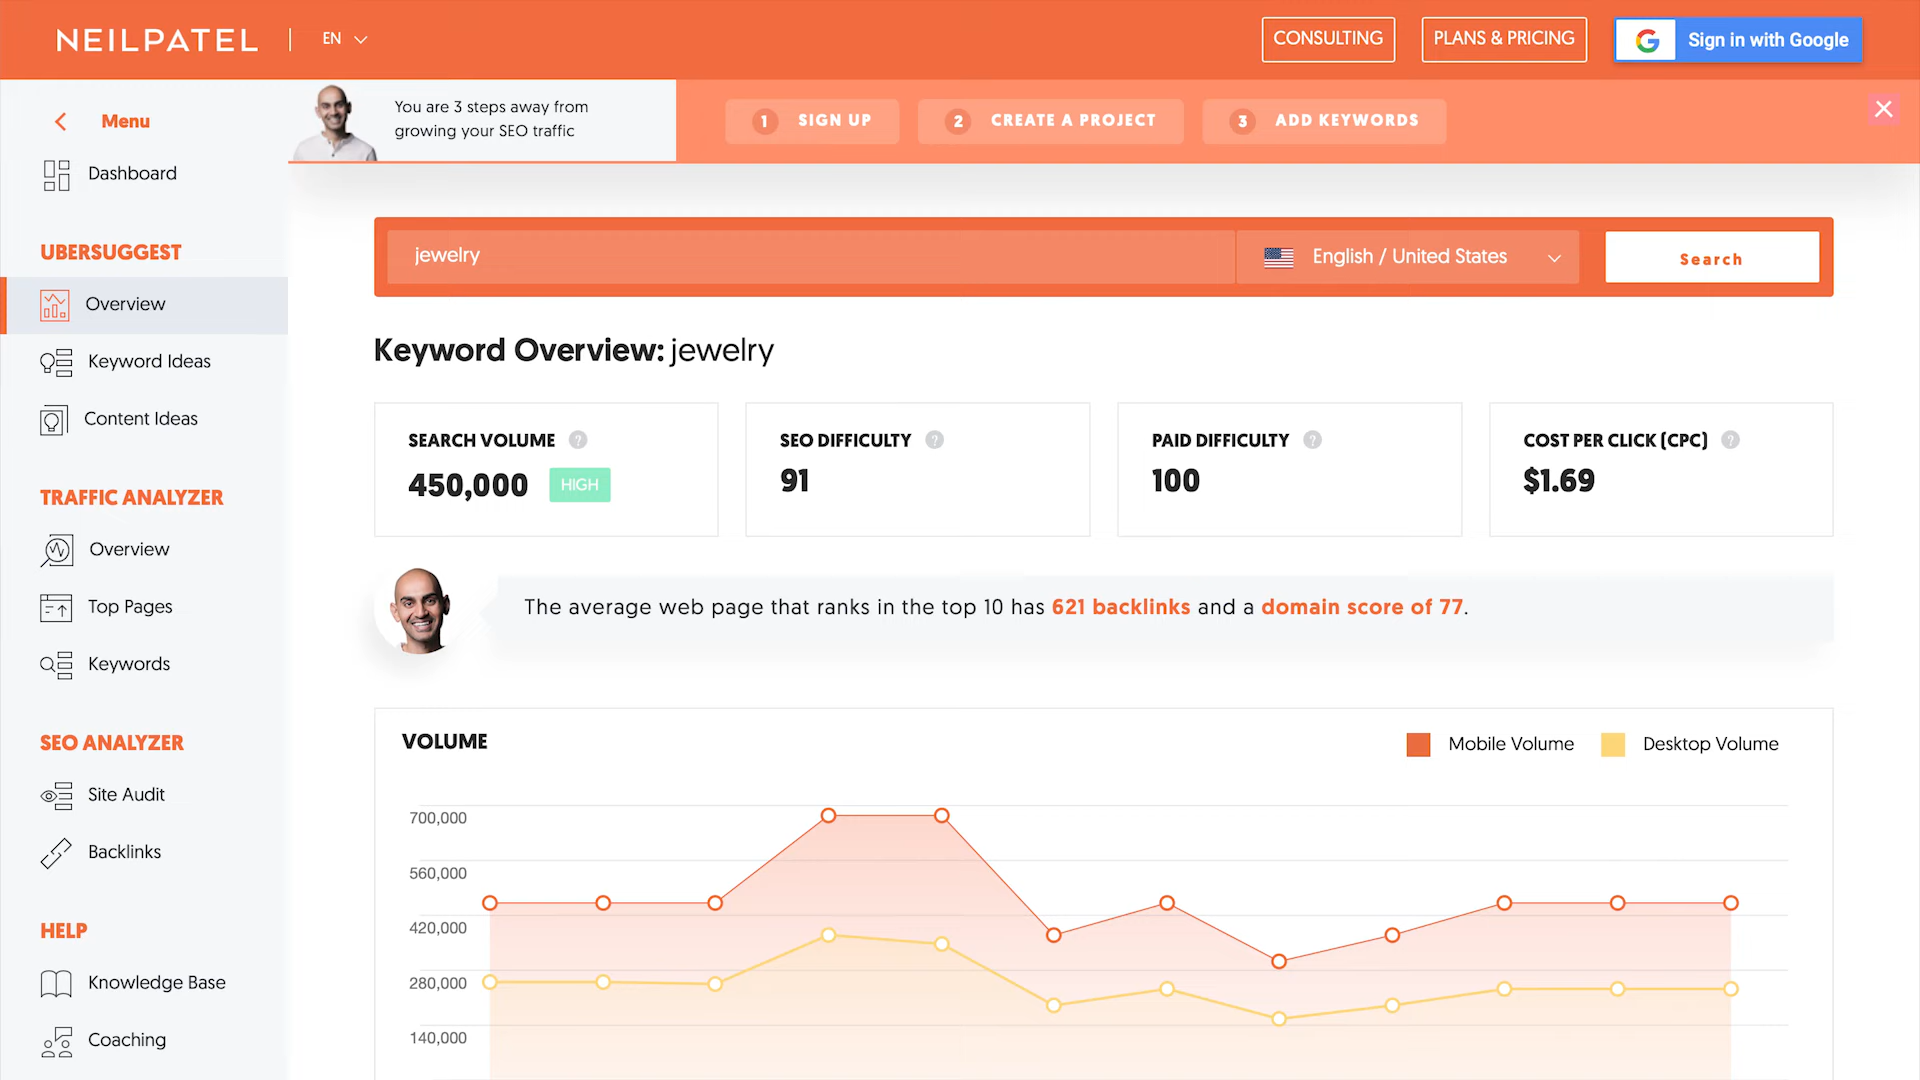 NEILPATEL
EN
CONSULTING
PLANS & PRICING
Sign in with Google
Menu
Dashboard
UBERSUGGEST
Overview
Keyword Ideas
Content Ideas
TRAFFIC ANALYZER
Overview
Top Pages
Keywords
SEO ANALYZER
Site Audit
Backlinks
HELP
Knowledge Base
Coaching
You are 3 steps away from
growing your SEO traffic
1 SIGN UP
2 CREATE A PROJECT
3 ADD KEYWORDS
jewelry
English / United States
Search
Keyword Overview: jewelry
SEARCH VOLUME ?
450,000 HIGH
SEO DIFFICULTY ?
91
PAID DIFFICULTY ?
100
COST PER CLICK (CPC) ?
$1.69
The average web page that ranks in the top 10 has 621 backlinks and a domain score of 77.
VOLUME
Mobile Volume
Desktop Volume
700,000
560,000
420,000
280,000
140,000